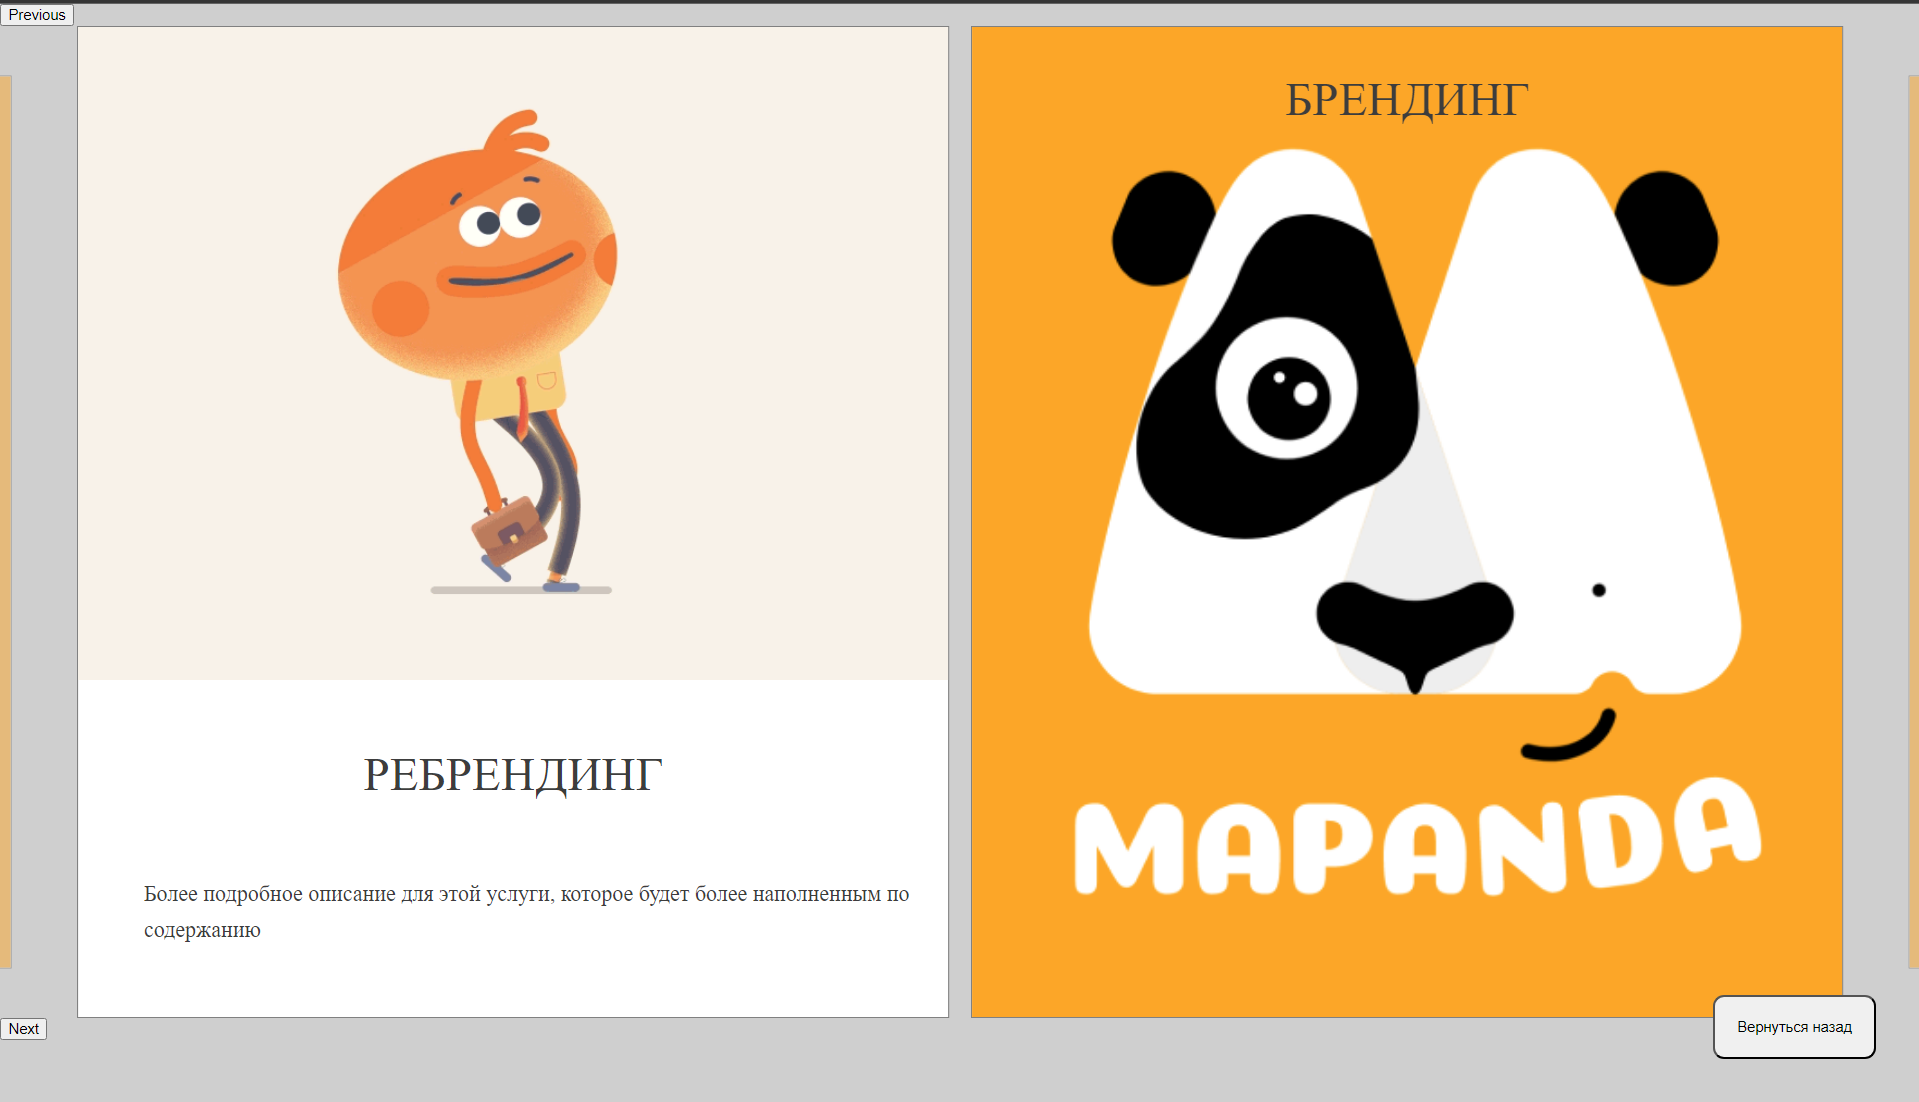 Previous
РЕБРЕНДИНГ
Более подробное описание для этой услуги, которое будет более наполненным по
содержанию
БРЕНДИНГ
MAPANDA
Next
Вернуться назад